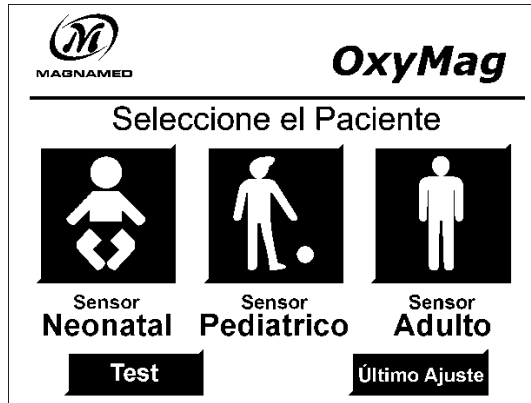 M
MAGNAMED
OxyMag
Seleccione el Paciente
Sensor
Neonatal
Sensor
Pediatrico
Sensor
Adulto
Test
Último Ajuste